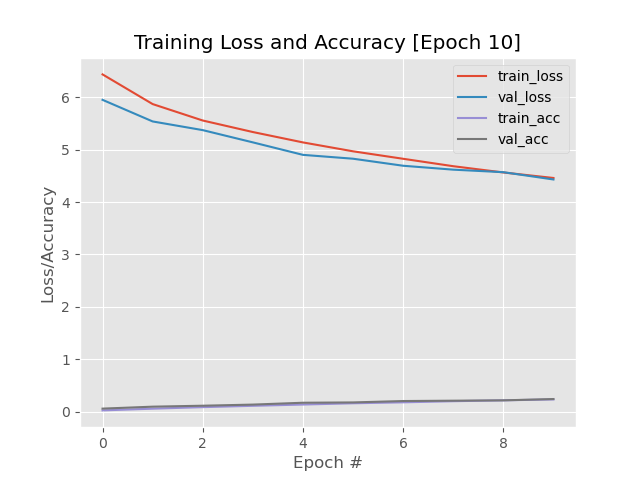 Training Loss and Accuracy [Epoch 10]
train_loss
val_loss
train_acc
val_acc
6
5
4
3
2
1
0
Loss/Accuracy
0 2 4 6 8
Epoch #